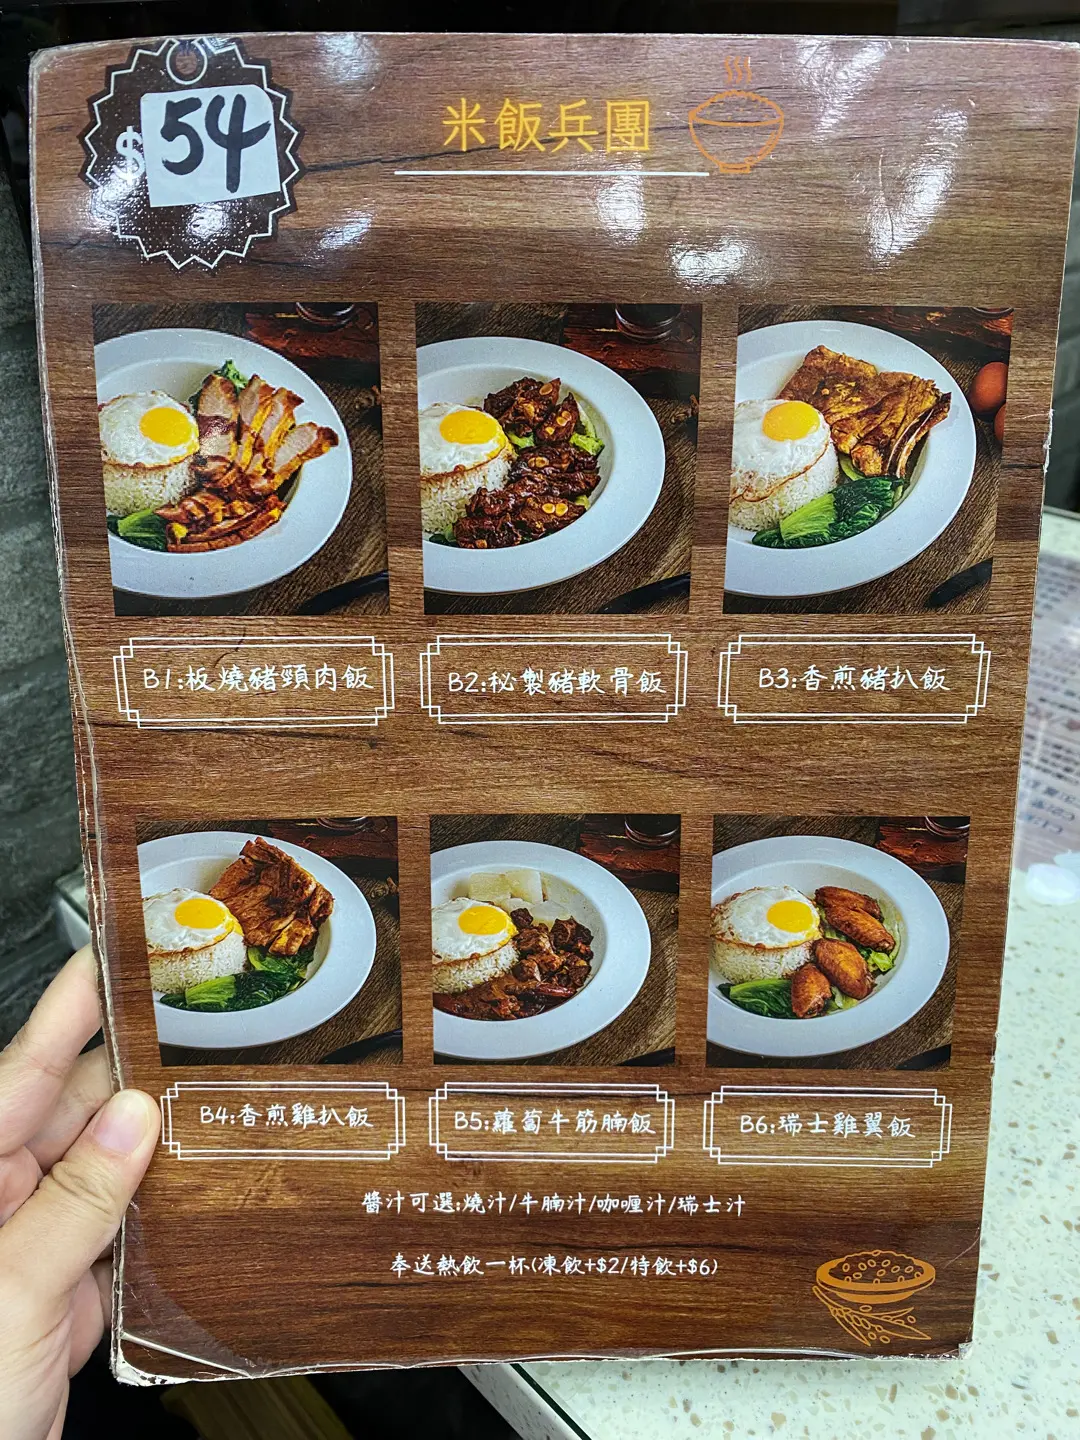 $54
米飯兵團
B1:板燒豬頸肉飯
B2:秘製豬軟骨飯
B3:香煎豬扒飯
B4:香煎雞扒飯
B5:蘿蔔牛筋腩飯
B6:瑞士雞翼飯
醬汁可選:燒汁/牛腩汁/咖喱汁/瑞士汁
奉送熱飲一杯(凍飲+$2/特飲+$6)